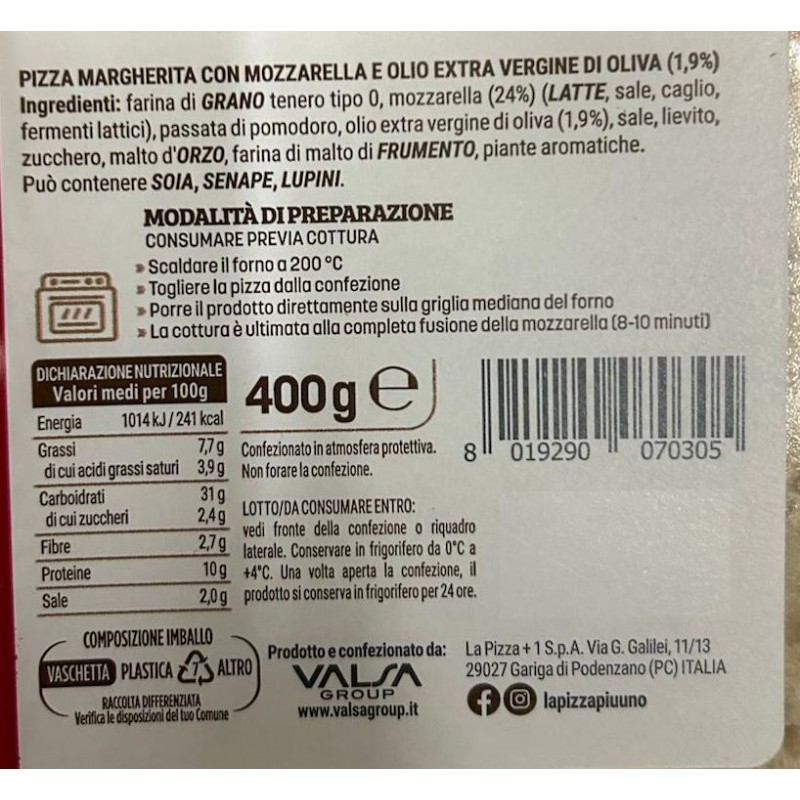 PIZZA MARGHERITA CON MOZZARELLA E OLIO EXTRA VERGINE DI OLIVA (1,9%)
Ingredienti: farina di GRANO tenero tipo 0, mozzarella (24%) (LATTE, sale, caglio,
fermenti lattici), passata di pomodoro, olio extra vergine di oliva (1,9%), sale, lievito,
zucchero, malto d'ORZO, farina di malto di FRUMENTO, piante aromatiche.
Può contenere SOIA, SENAPE, LUPINI.
MODALITÀ DI PREPARAZIONE
CONSUMARE PREVIA COTTURA
» Scaldare il forno a 200 °C
» Togliere la pizza dalla confezione
» Porre il prodotto direttamente sulla griglia mediana del forno
» La cottura è ultimata alla completa fusione della mozzarella (8-10 minuti)
DICHIARAZIONE NUTRIZIONALE
Valori medi per 100g
Energia 1014 kJ / 241 kcal
Grassi 7,7 g
di cui acidi grassi saturi 3,9 g
Carboidrati 31 g
di cui zuccheri 2,4 g
Fibre 2,7 g
Proteine 10 g
Sale 2,0 g
400 g e
Confezionato in atmosfera protettiva.
Non forare la confezione.
LOTTO/DA CONSUMARE ENTRO:
vedi fronte della confezione o riquadro
laterale. Conservare in frigorifero da 0°C a
+4°C. Una volta aperta la confezione, il
prodotto si conserva in frigorifero per 24 ore.
8 019290 070305
COMPOSIZIONE IMBALLO
VASCHETTA PLASTICA 7 ALTRO
RACCOLTA DIFFERENZIATA
Verifica le disposizioni del tuo Comune
Prodotto e confezionato da:
VALSA
GROUP
www.valsagroup.it
La Pizza + 1 S.p.A. Via G. Galilei, 11/13
29027 Gariga di Podenzano (PC) ITALIA
lapizzapiuuno